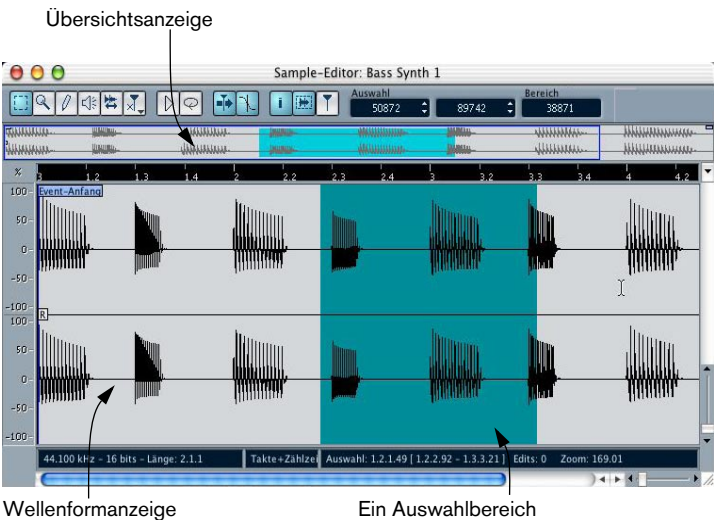 Übersichtsanzeige
Sample-Editor: Bass Synth 1
Auswahl
Bereich
50872
89742
38871
%
3 1.2 1.3 1.4 2 2.2 2.3 2.4 3 3.2 3.3 3.4 4 4.2
Event-Anfang
100
50
0
-50
-100
R
100
50
0
-50
-100
44.100 kHz - 16 bits - Länge: 2.1.1
Takte+Zählzei
Auswahl: 1.2.1.49 [ 1.2.2.92 - 1.3.3.21 ] Edits: 0 Zoom: 169.01
Wellenformanzeige
Ein Auswahlbereich